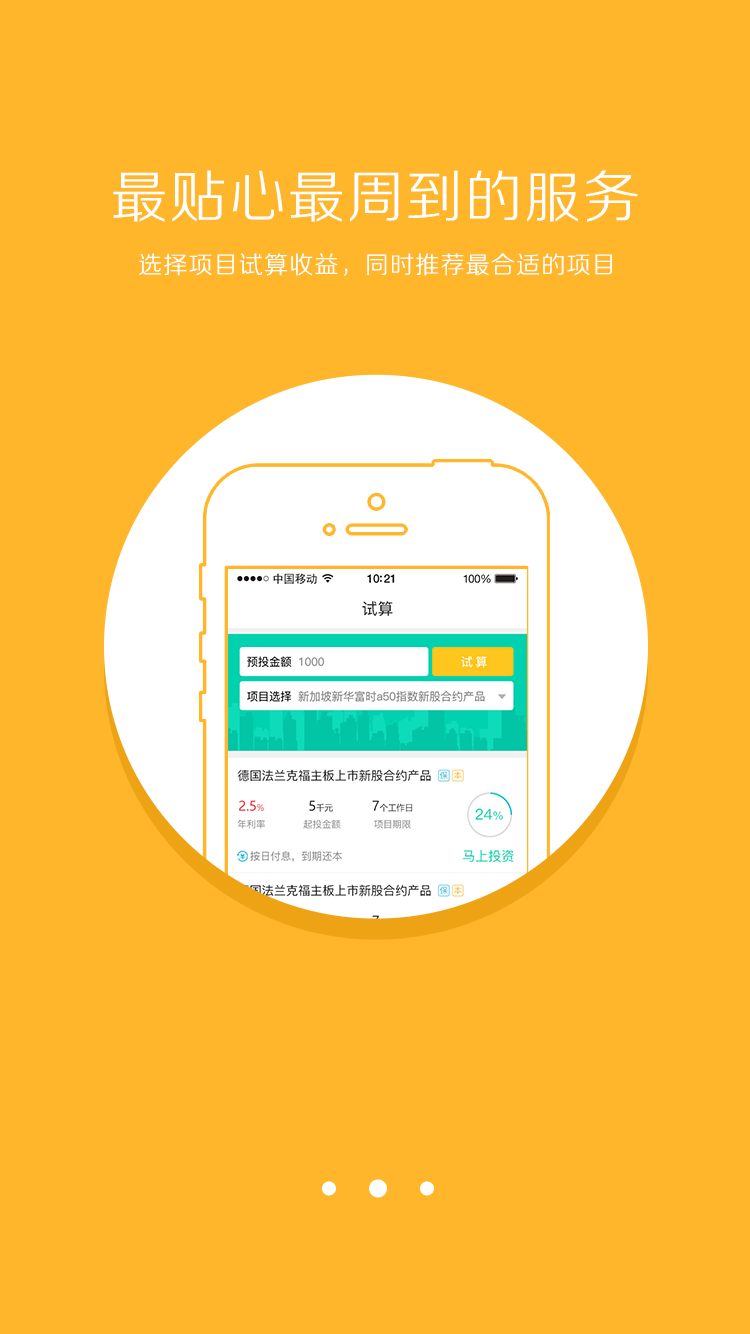 最贴心最周到的服务
选择项目试算收益，同时推荐最合适的项目
中国移动 10:21 100%
试算
预投金额 1000 试算
项目选择 新加坡新华富时a50指数新股合约产品
德国法兰克福主板上市新股合约产品 保 本
2.5% 5千元 7个工作日 24%
年利率 起投金额 项目期限
按日付息，到期还本 马上投资
国法兰克福主板上市新股合约产品 保 本